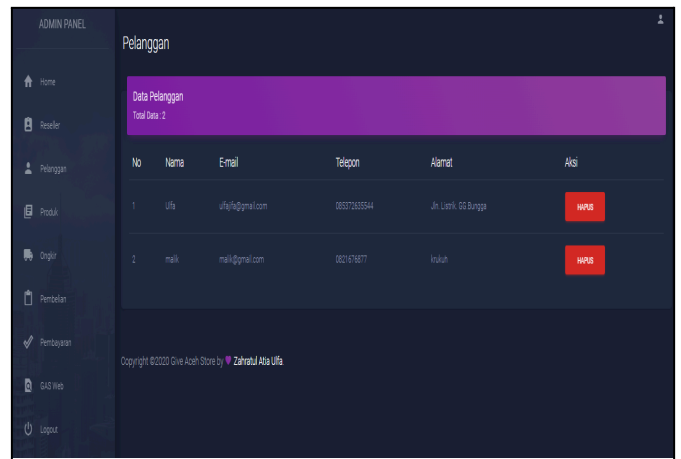 ADMIN PANEL
Home
Reseller
Pelanggan
Produk
Ongkir
Pembelian
Pembayaran
GAS Web
Logout
Pelanggan
Data Pelanggan
Total Data : 2
No Nama E-mail Telepon Alamat Aksi
1 Ulfa ulfajlfa@gmail.com 085372635544 Jln. Listrik. GG Bungga HAPUS
2 malik malik@gmail.com 0821676877 krukuh HAPUS
Copyright ©2020 Give Aceh Store by Zahratul Atia Ulfa.